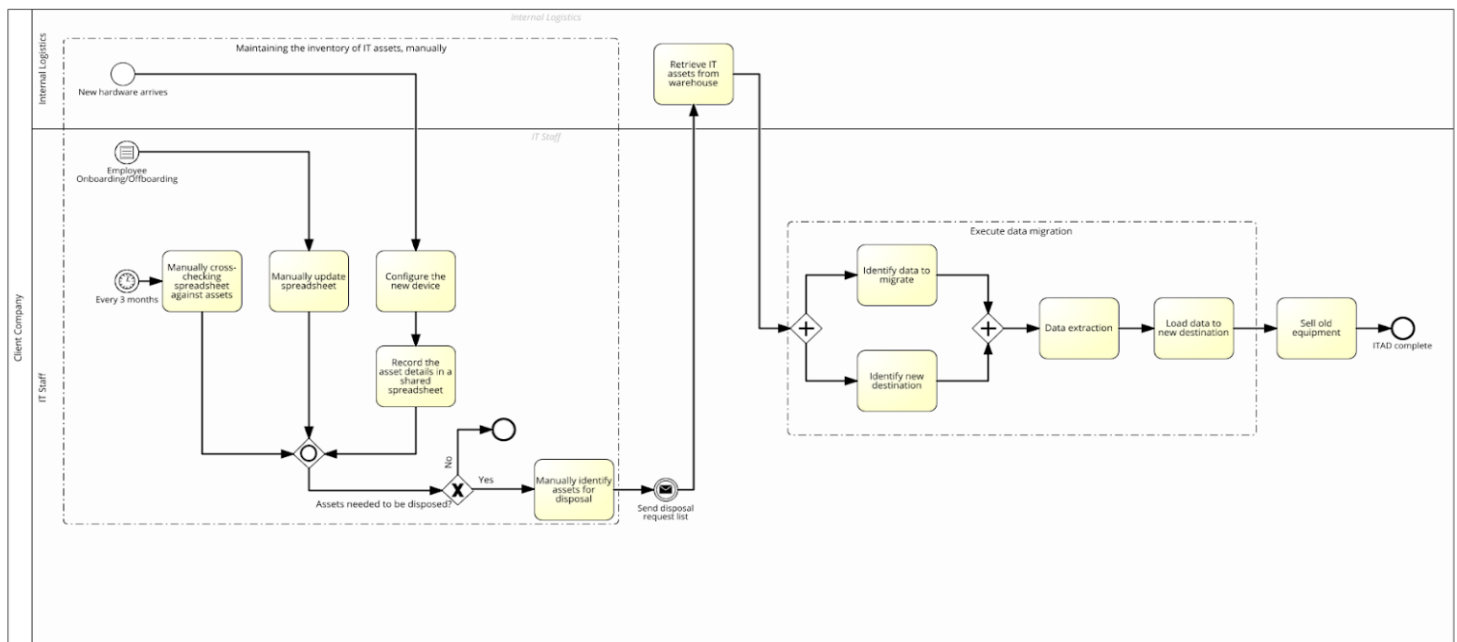 Internal Logistics
Client Company
Internal Logistics
Maintaining the inventory of IT assets, manually
New hardware arrives
Retrieve IT
assets from
warehouse
IT Staff
IT Staff
Employee
Onboarding/Offboarding
Every 3 months
Manually cross-
checking
spreadsheet
against assets
Manually update
spreadsheet
Configure the
new device
Record the
asset details in a
shared
spreadsheet
Assets needed to be disposed?
No
Yes
Manually identify
assets for
disposal
Send disposal
request list
Execute data migration
Identify data to
migrate
Identify new
destination
Data extraction
Load data to
new destination
Sell old
equipment
ITAD complete